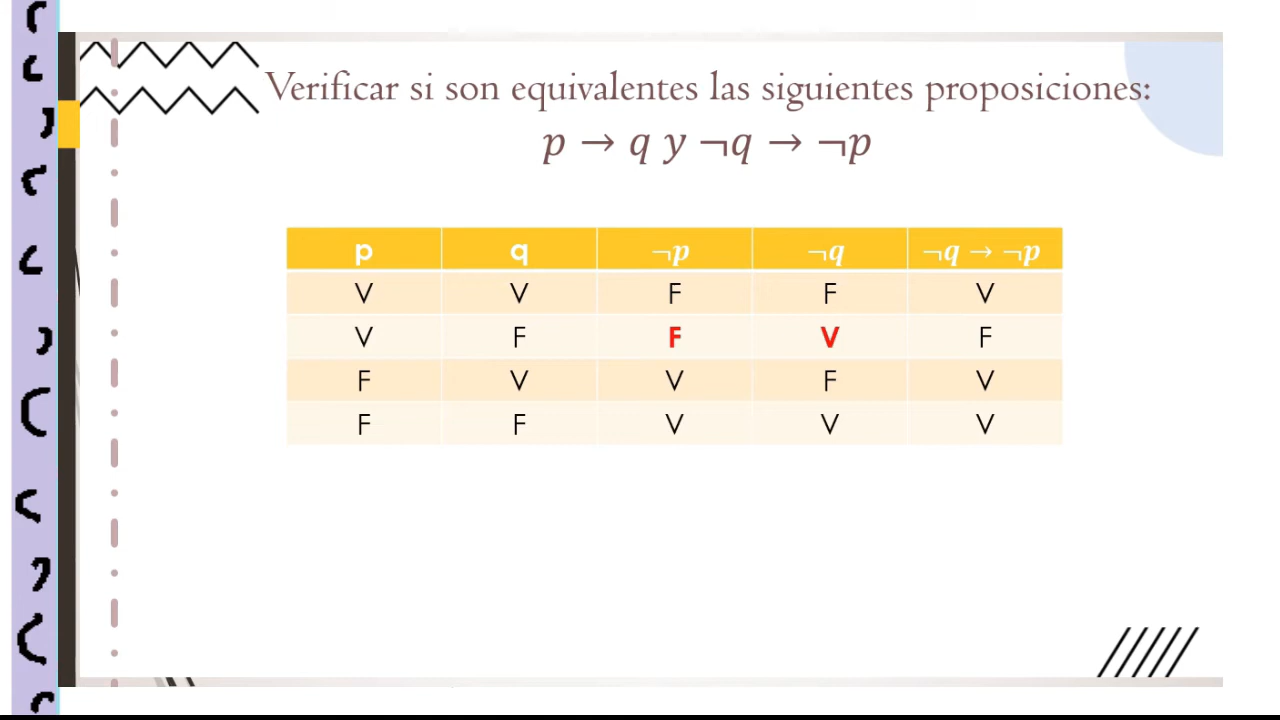 Verificar si son equivalentes las siguientes proposiciones:
p → q y ¬q → ¬p
p q ¬p ¬q ¬q → ¬p
V V F F V
V F F V F
F V V F V
F F V V V